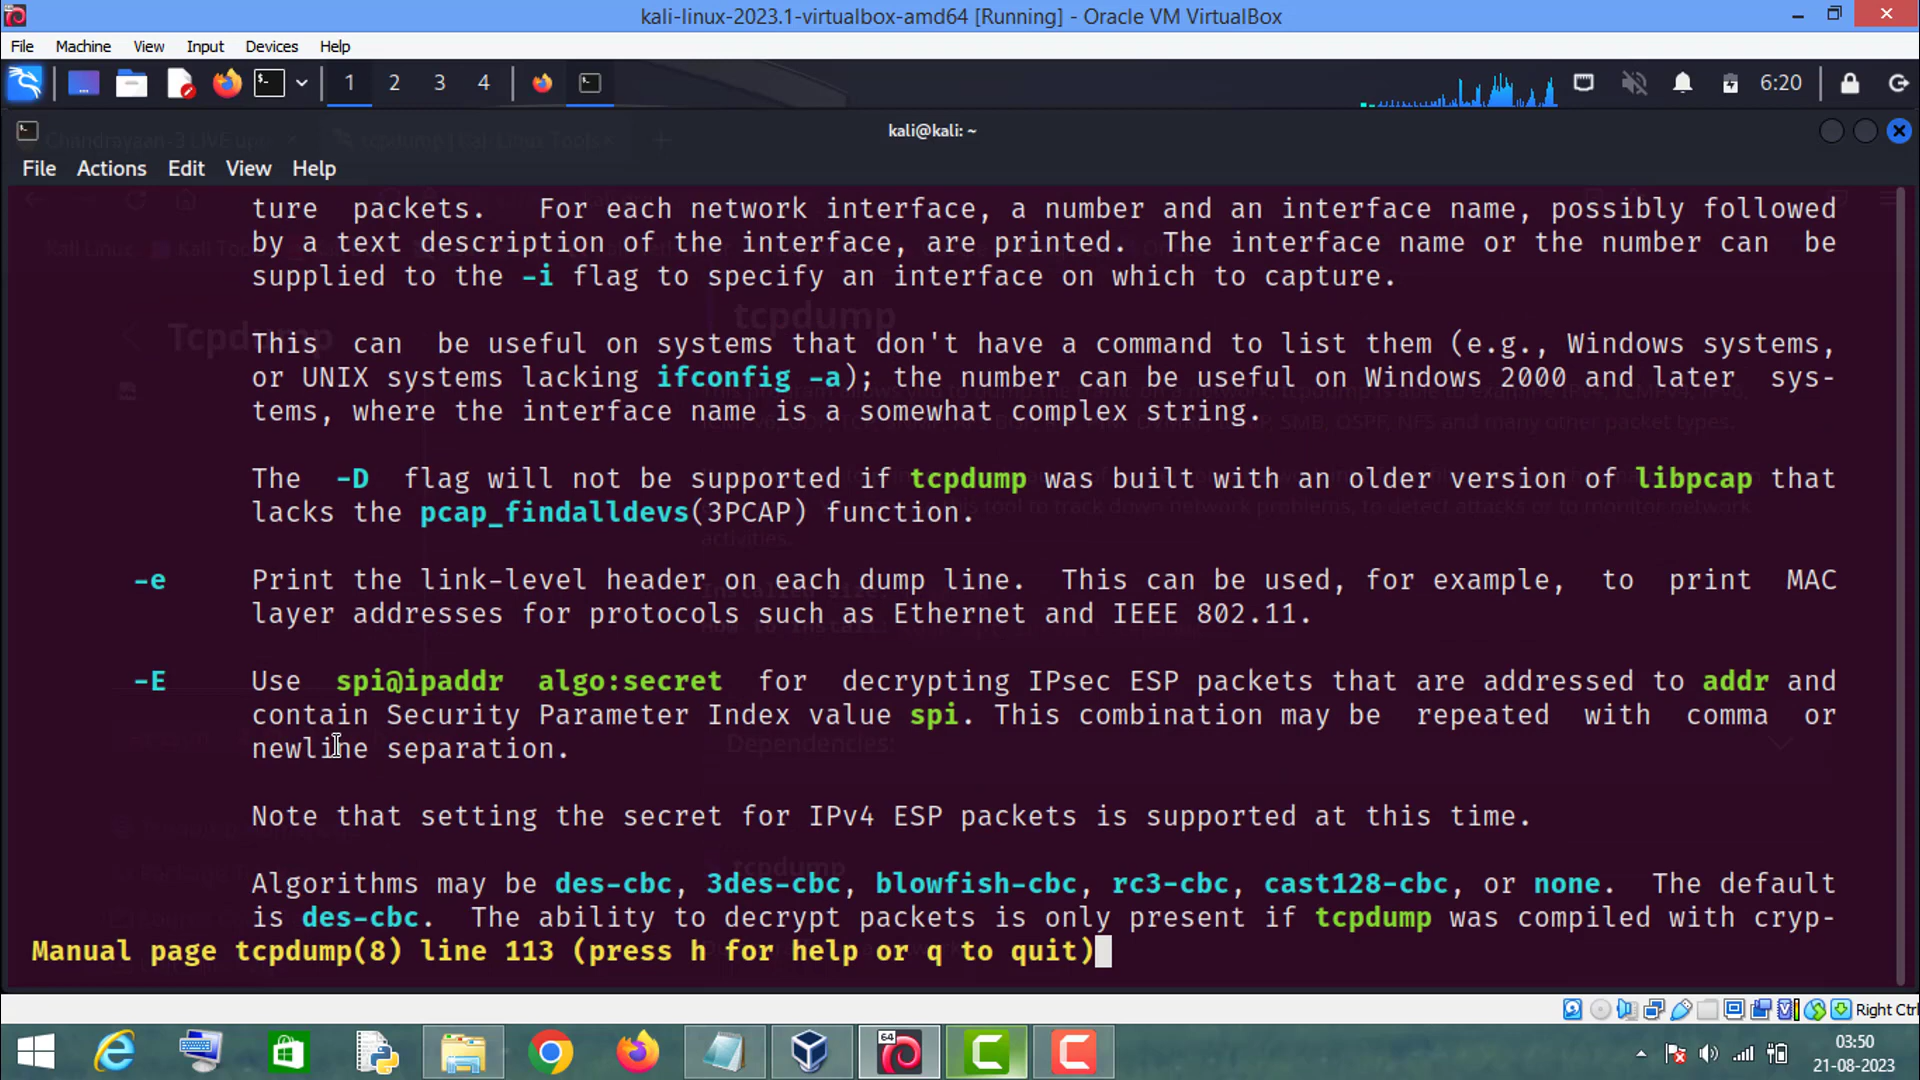 kali-linux-2023.1-virtualbox-amd64 [Running] - Oracle VM VirtualBox
File Machine View Input Devices Help
1 2 3 4 6:20
kali@kali: ~
File Actions Edit View Help
ture packets. For each network interface, a number and an interface name, possibly followed
by a text description of the interface, are printed. The interface name or the number can be
supplied to the -i flag to specify an interface on which to capture.
This can be useful on systems that don't have a command to list them (e.g., Windows systems,
or UNIX systems lacking ifconfig -a); the number can be useful on Windows 2000 and later sys-
tems, where the interface name is a somewhat complex string.
The -D flag will not be supported if tcpdump was built with an older version of libpcap that
lacks the pcap_findalldevs(3PCAP) function.
-e Print the link-level header on each dump line. This can be used, for example, to print MAC
layer addresses for protocols such as Ethernet and IEEE 802.11.
-E Use spi@ipaddr algo:secret for decrypting IPsec ESP packets that are addressed to addr and
contain Security Parameter Index value spi. This combination may be repeated with comma or
newline separation.
Note that setting the secret for IPv4 ESP packets is supported at this time.
Algorithms may be des-cbc, 3des-cbc, blowfish-cbc, rc3-cbc, cast128-cbc, or none. The default
is des-cbc. The ability to decrypt packets is only present if tcpdump was compiled with cryp-
Manual page tcpdump(8) line 113 (press h for help or q to quit)
Right Ctrl
03:50
21-08-2023